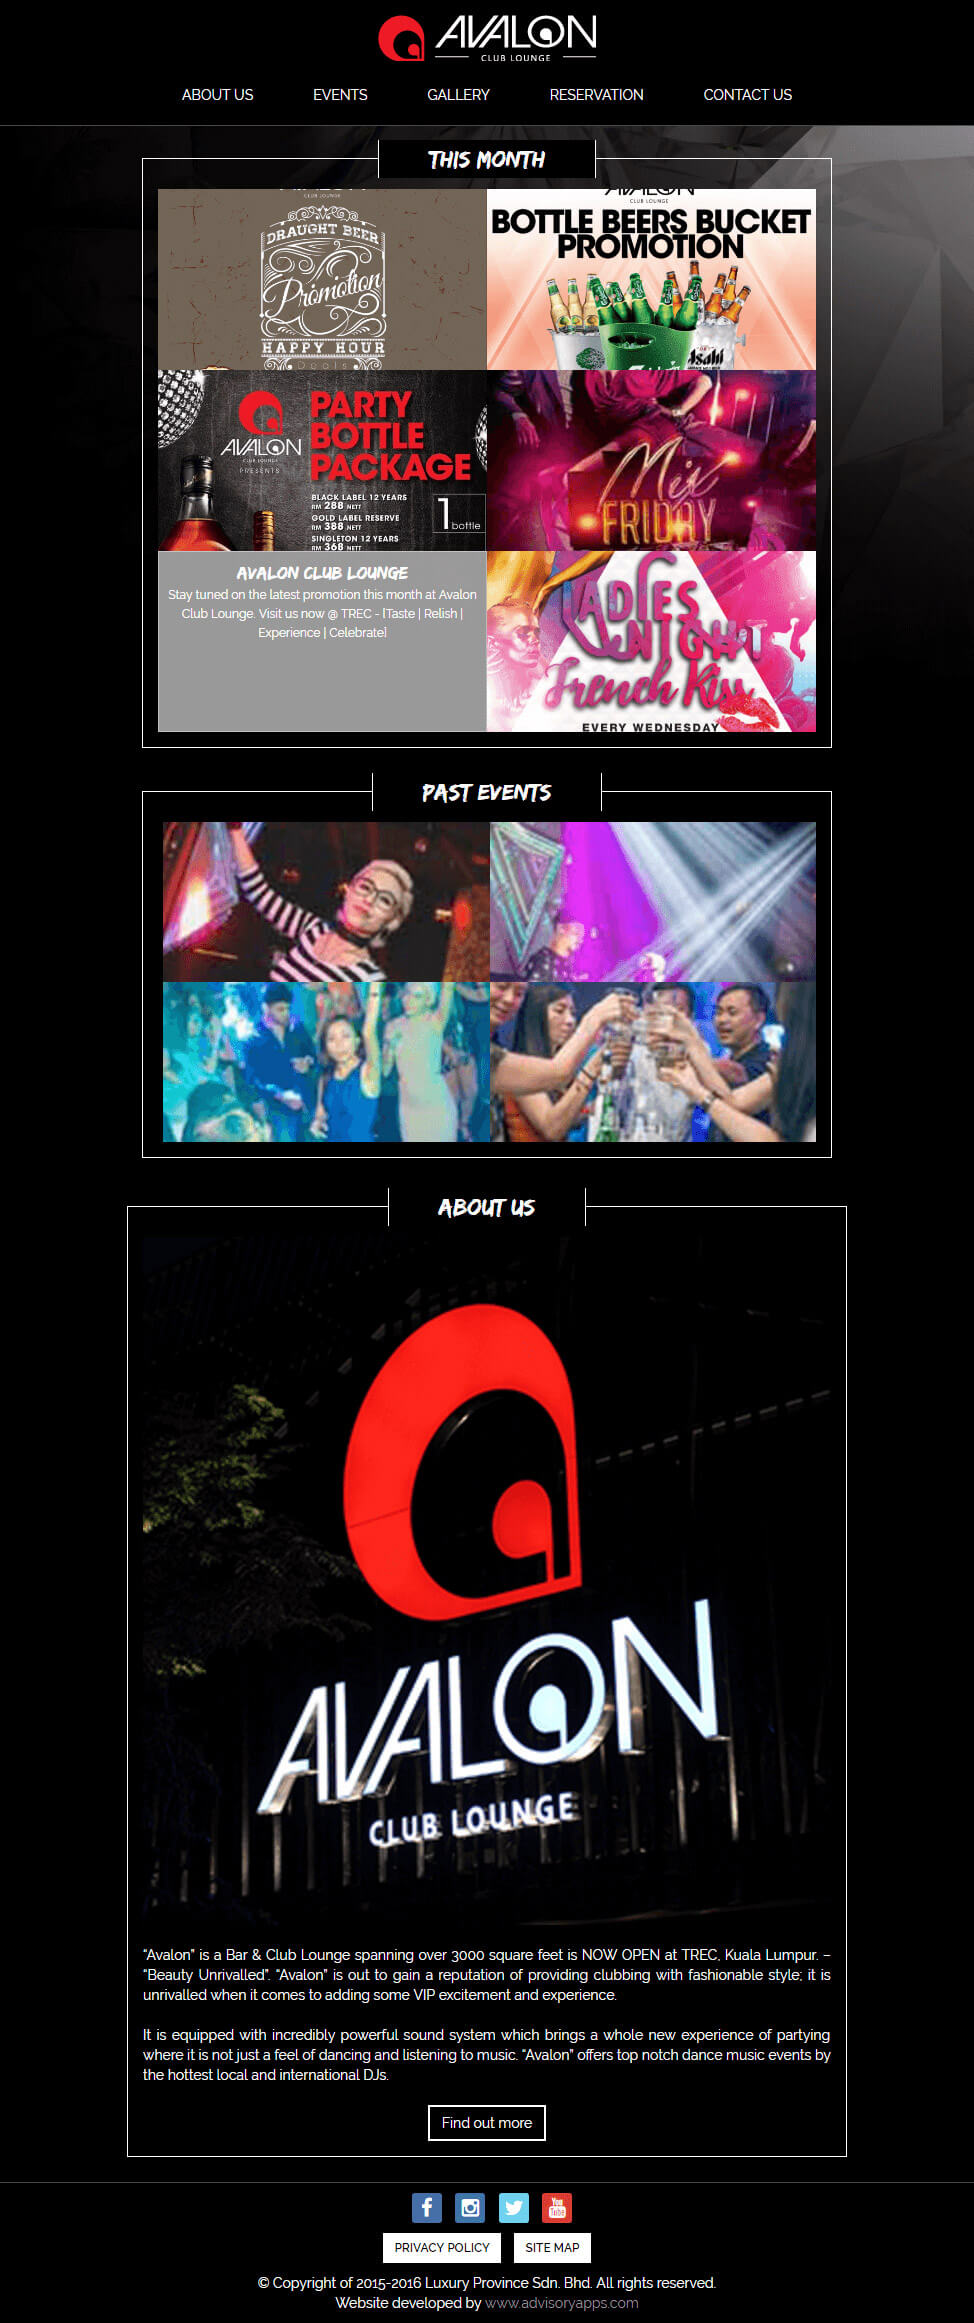 AVALON
CLUB LOUNGE
ABOUT US
EVENTS
GALLERY
RESERVATION
CONTACT US
THIS MONTH
CLUB LOUNGE
DRAUGHT BEER
Promotion
HAPPY HOUR
Deals
AVALON
CLUB LOUNGE
BOTTLE BEERS BUCKET
PROMOTION
Asahi
AVALON
CLUB LOUNGE
PRESENTS
PARTY
BOTTLE
PACKAGE
BLACK LABEL 12 YEARS
RM 288 NETT
GOLD LABEL RESERVE
RM 388 NETT
SINGLETON 12 YEARS
RM 368 NETT
1 bottle
Mix
FRIDAY
AVALON CLUB LOUNGE
Stay tuned on the latest promotion this month at Avalon
Club Lounge. Visit us now @ TREC - [Taste | Relish |
Experience | Celebrate]
LADIES
NIGHT
French Kiss
EVERY WEDNESDAY
PAST EVENTS
ABOUT US
AVALON
CLUB LOUNGE
“Avalon” is a Bar & Club Lounge spanning over 3000 square feet is NOW OPEN at TREC, Kuala Lumpur. –
“Beauty Unrivalled”. “Avalon” is out to gain a reputation of providing clubbing with fashionable style; it is
unrivalled when it comes to adding some VIP excitement and experience.
It is equipped with incredibly powerful sound system which brings a whole new experience of partying
where it is not just a feel of dancing and listening to music. “Avalon” offers top notch dance music events by
the hottest local and international DJs.
Find out more
f
You
Tube
PRIVACY POLICY
SITE MAP
© Copyright of 2015-2016 Luxury Province Sdn. Bhd. All rights reserved.
Website developed by www.advisoryapps.com